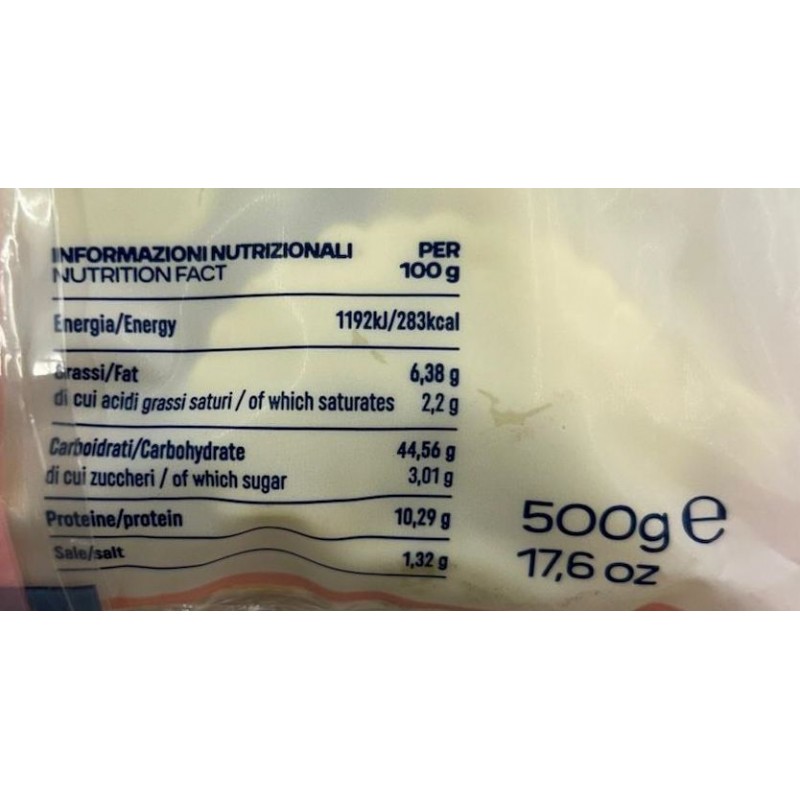 INFORMAZIONI NUTRIZIONALI PER
NUTRITION FACT 100 g
Energia/Energy 1192kJ/283kcal
Grassi/Fat 6,38 g
di cui acidi grassi saturi / of which saturates 2,2 g
Carboidrati/Carbohydrate 44,56 g
di cui zuccheri / of which sugar 3,01 g
Proteine/protein 10,29 g
Sale/salt 1,32 g
500g e
17,6 oz